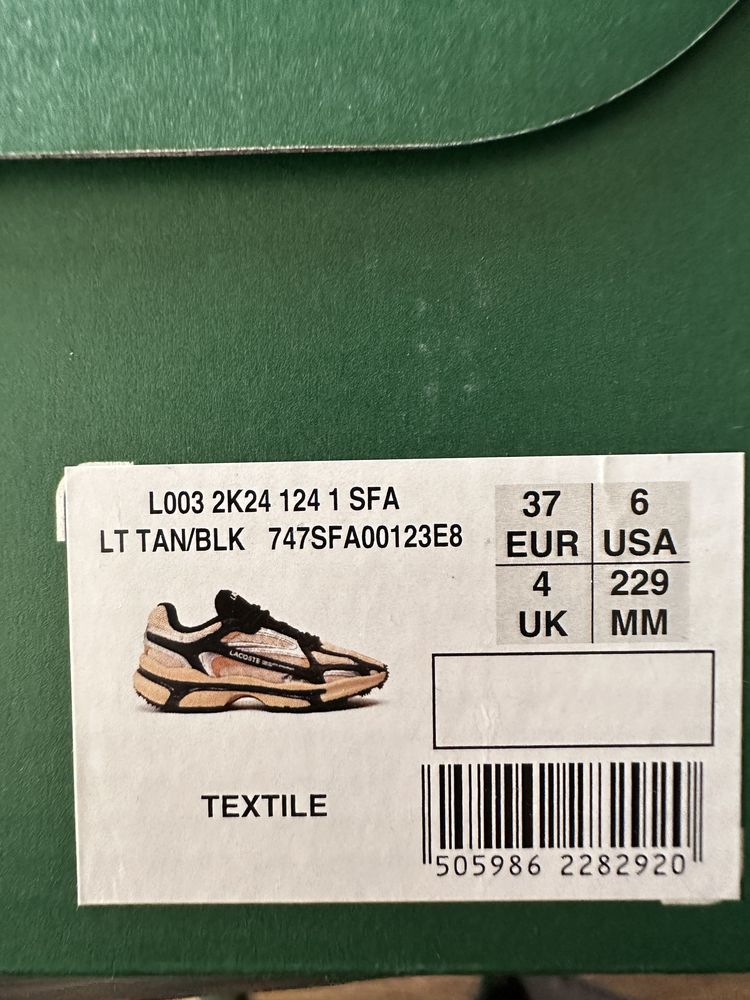 L003 2K24 124 1 SFA
LT TAN/BLK 747SFA00123E8
37 6
EUR USA
4 229
UK MM
LACOSTE
TEXTILE
505986 2282920